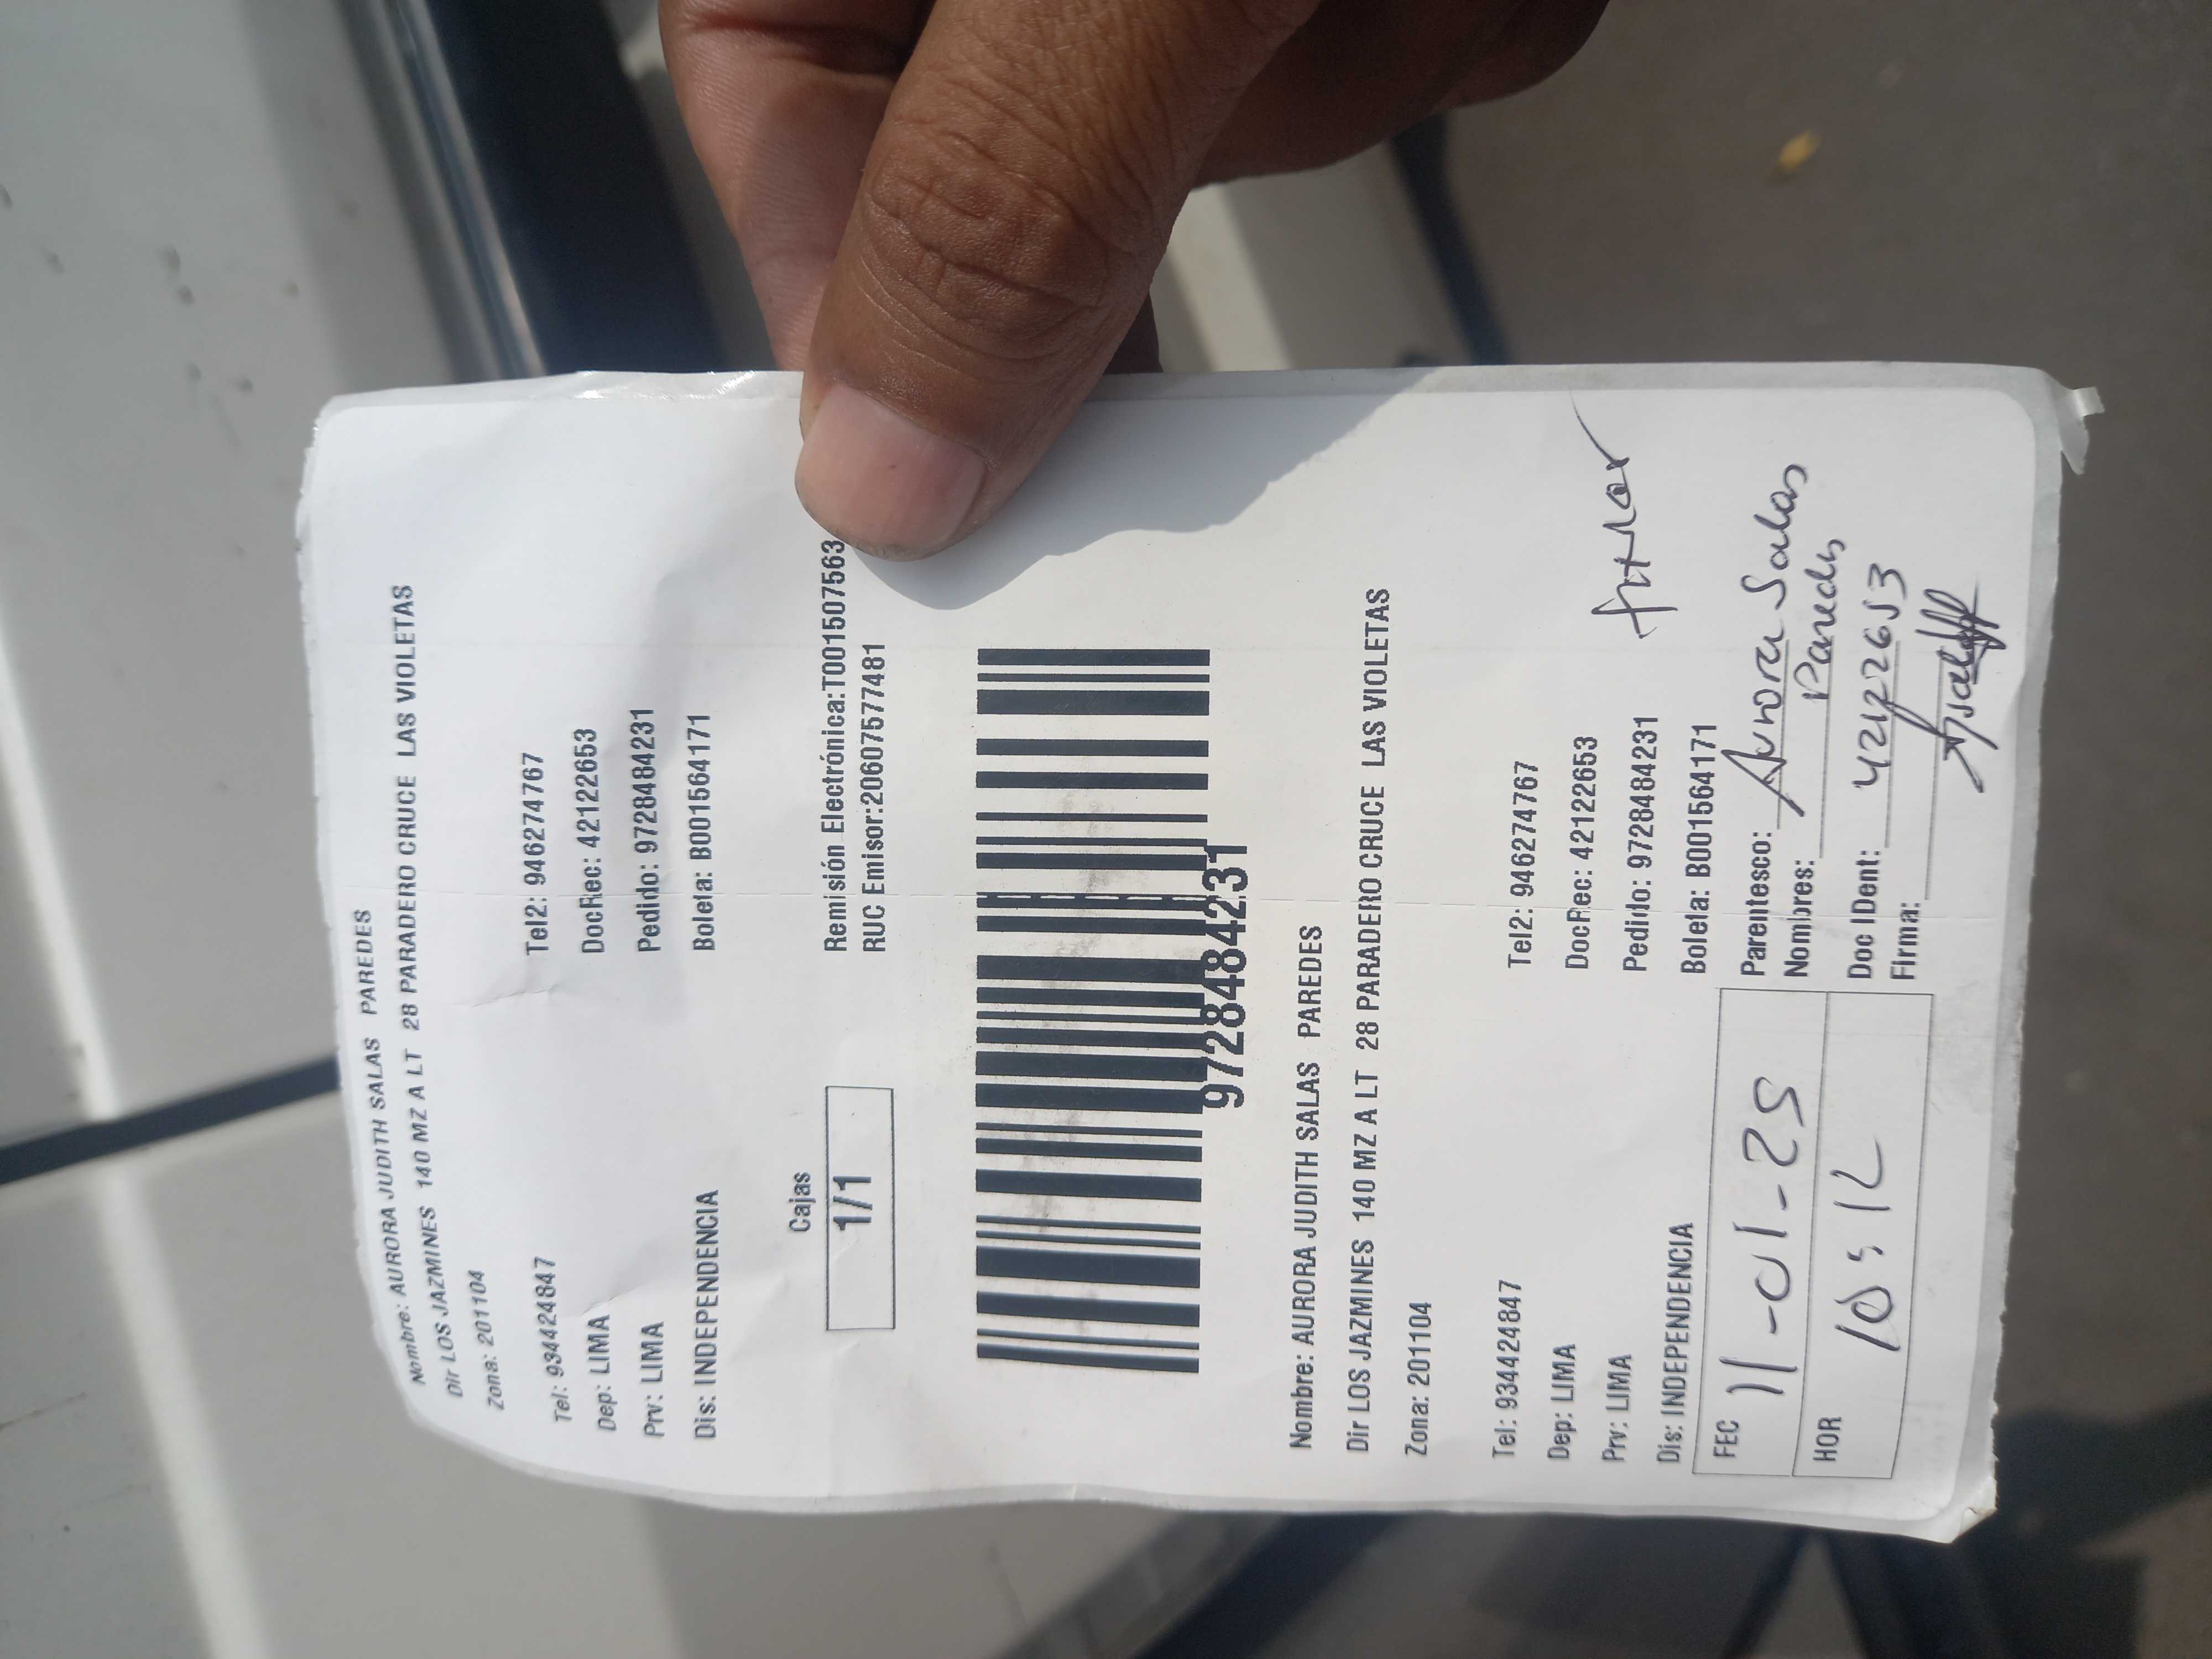 Nombre: AURORA JUDITH SALAS PAREDES
Dir LOS JAZMINES 140 MZ A LT 28 PARADERO CRUCE LAS VIOLETAS
Zona: 201104
Tel: 934424847 Tel2: 946274767
Dep: LIMA DocRec: 42122653
Prv: LIMA Pedido: 9728484231
Dis: INDEPENDENCIA Boleta: B001564171
Cajas
1/1
Remisión Electrónica:T001507563
RUC Emisor:20607577481
9728484231
Nombre: AURORA JUDITH SALAS PAREDES
Dir LOS JAZMINES 140 MZ A LT 28 PARADERO CRUCE LAS VIOLETAS
Zona: 201104
Tel: 934424847 Tel2: 946274767
Dep: LIMA DocRec: 42122653
Prv: LIMA Pedido: 9728484231
Dis: INDEPENDENCIA Boleta: B001564171
FEC 11-01-25
HOR 10:12
Parentesco:
Nombres: Aurora Salas
Paredes
Doc IDent: 42122653
Firma: